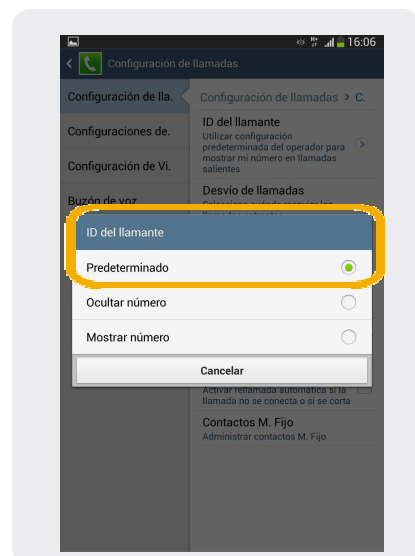 16:06
Configuración de llamadas
Configuración de lla.
Configuración de llamadas > C.
ID del llamante
Utilizar configuración
predeterminada del operador para
mostrar mi número en llamadas
salientes
Configuraciones de.
Configuración de Vi.
Desvío de llamadas
Buzón de voz
ID del llamante
Predeterminado
Ocultar número
Mostrar número
Cancelar
Activar rellamada automática si la
llamada no se conecta o si se corta
Contactos M. Fijo
Administrar contactos M. Fijo